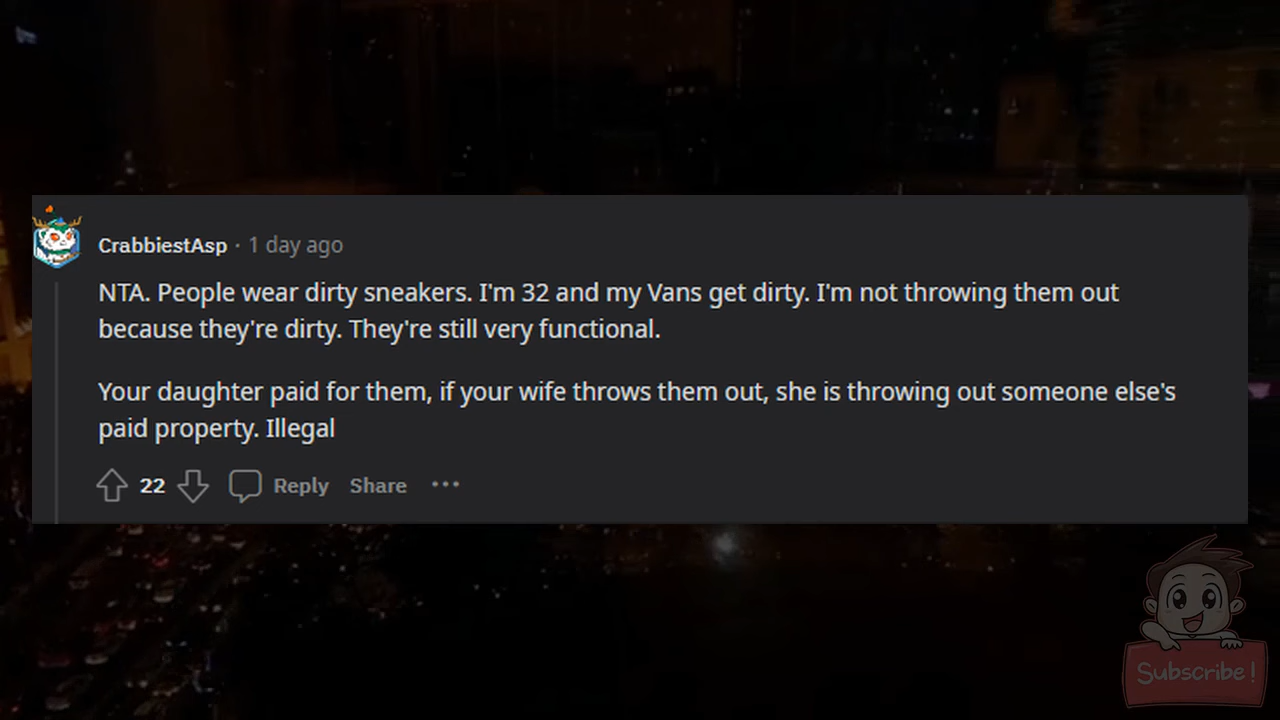 CrabbiestAsp · 1 day ago
NTA. People wear dirty sneakers. I'm 32 and my Vans get dirty. I'm not throwing them out
because they're dirty. They're still very functional.
Your daughter paid for them, if your wife throws them out, she is throwing out someone else's
paid property. Illegal
22 Reply Share ···
Subscribe!